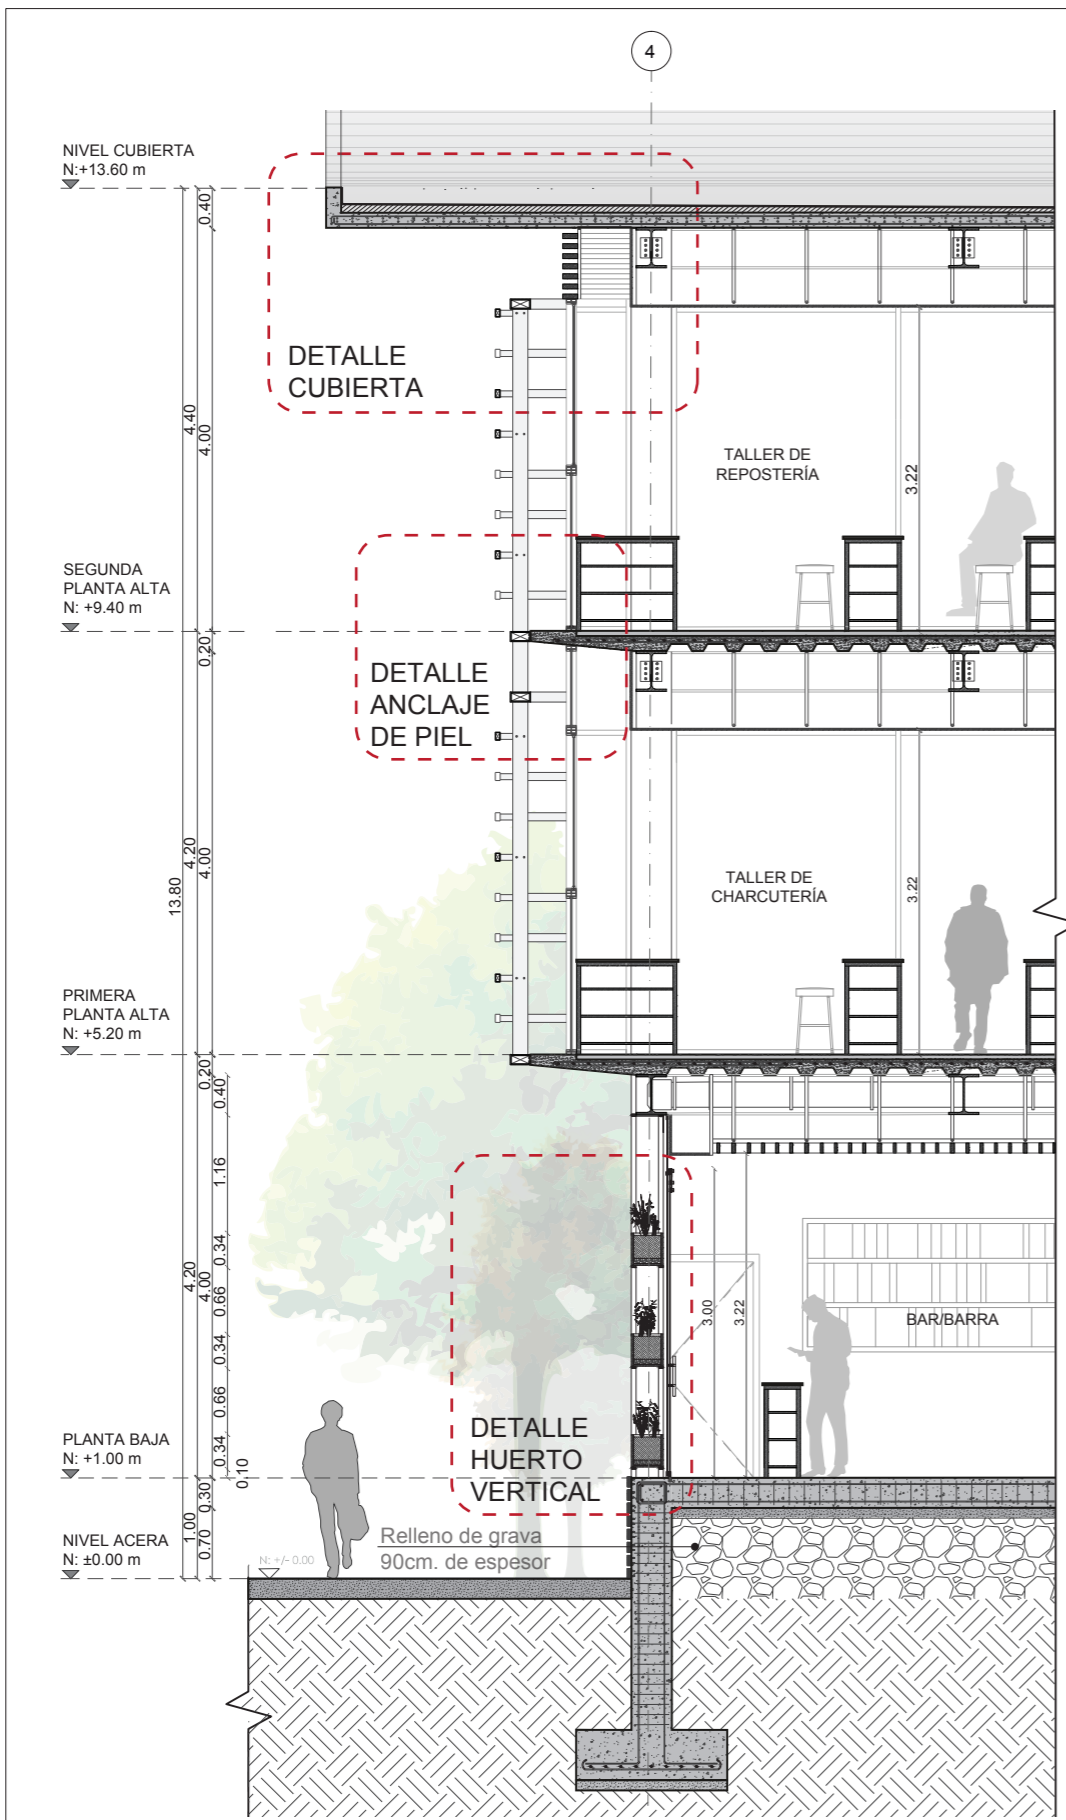 4
NIVEL CUBIERTA
N:+13.60 m
0.40
DETALLE
CUBIERTA
4.40
4.00
TALLER DE
REPOSTERÍA
3.22
SEGUNDA
PLANTA ALTA
N: +9.40 m
0.20
DETALLE
ANCLAJE
DE PIEL
13.80
4.20
4.00
TALLER DE
CHARCUTERÍA
3.22
PRIMERA
PLANTA ALTA
N: +5.20 m
0.20
0.40
1.16
0.34
4.20
4.00
0.66
0.34
0.66
0.34
0.10
3.00
3.22
BAR/BARRA
DETALLE
HUERTO
VERTICAL
PLANTA BAJA
N: +1.00 m
0.30
1.00
0.70
Relleno de grava
90cm. de espesor
NIVEL ACERA
N: ±0.00 m
N: +/- 0.00